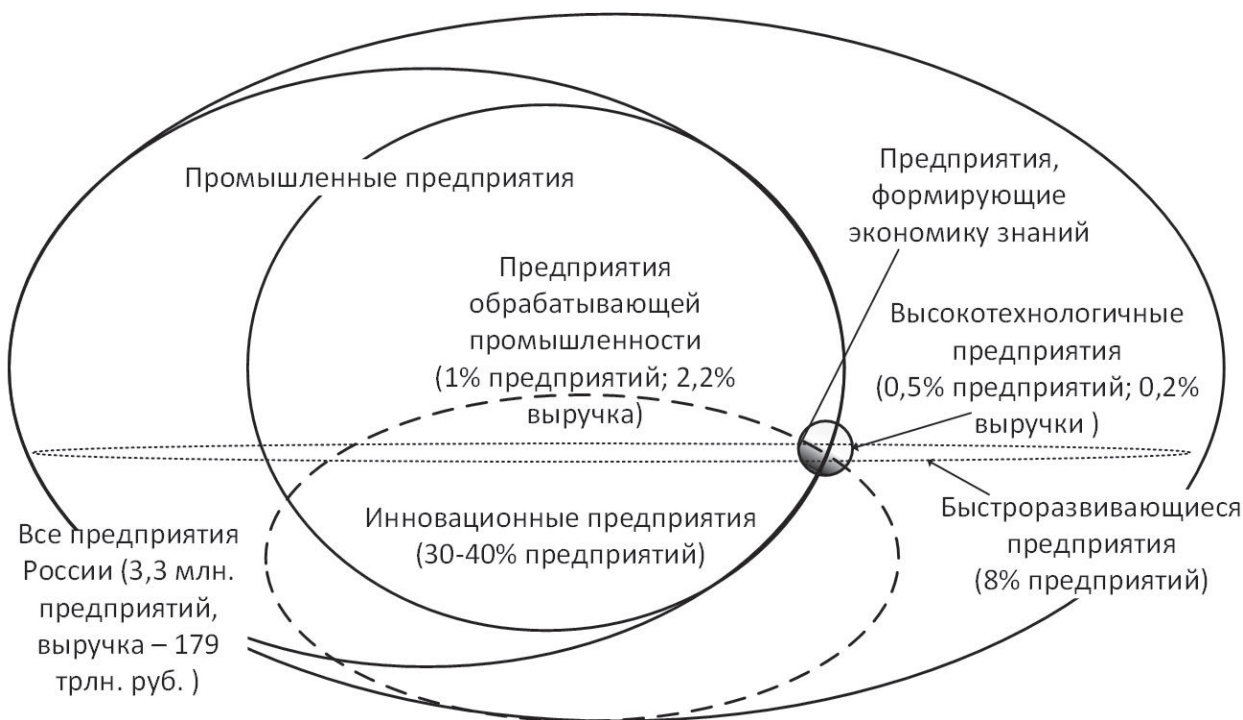 Промышленные предприятия
Предприятия,
формирующие
экономику знаний
Предприятия
обрабатывающей
промышленности
(1% предприятий; 2,2%
выручка)
Высокотехнологичные
предприятия
(0,5% предприятий; 0,2%
выручки )
Инновационные предприятия
(30-40% предприятий)
Быстроразвивающиеся
предприятия
(8% предприятий)
Все предприятия
России (3,3 млн.
предприятий,
выручка – 179
трлн. руб. )